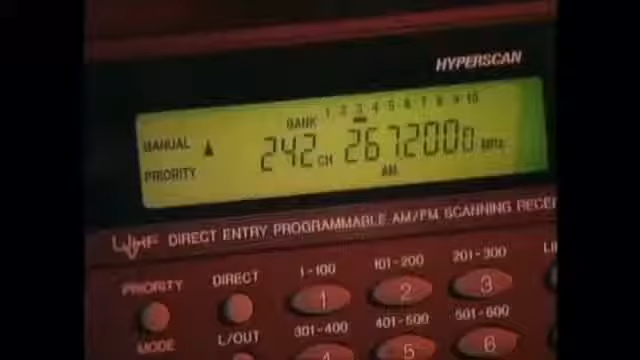 HYPERSCAN
1 2 3 4 5 6 7 8 9 10
BANK
MANUAL ▲ 242 CH 267.2000 MHz
PRIORITY
AM
DIRECT ENTRY PROGRAMMABLE AM/FM SCANNING RECEI
PRIORITY DIRECT 1-100 101-200 201-300
1 2 3
MODE L/OUT 301-400 401-500 501-600
4 5 6